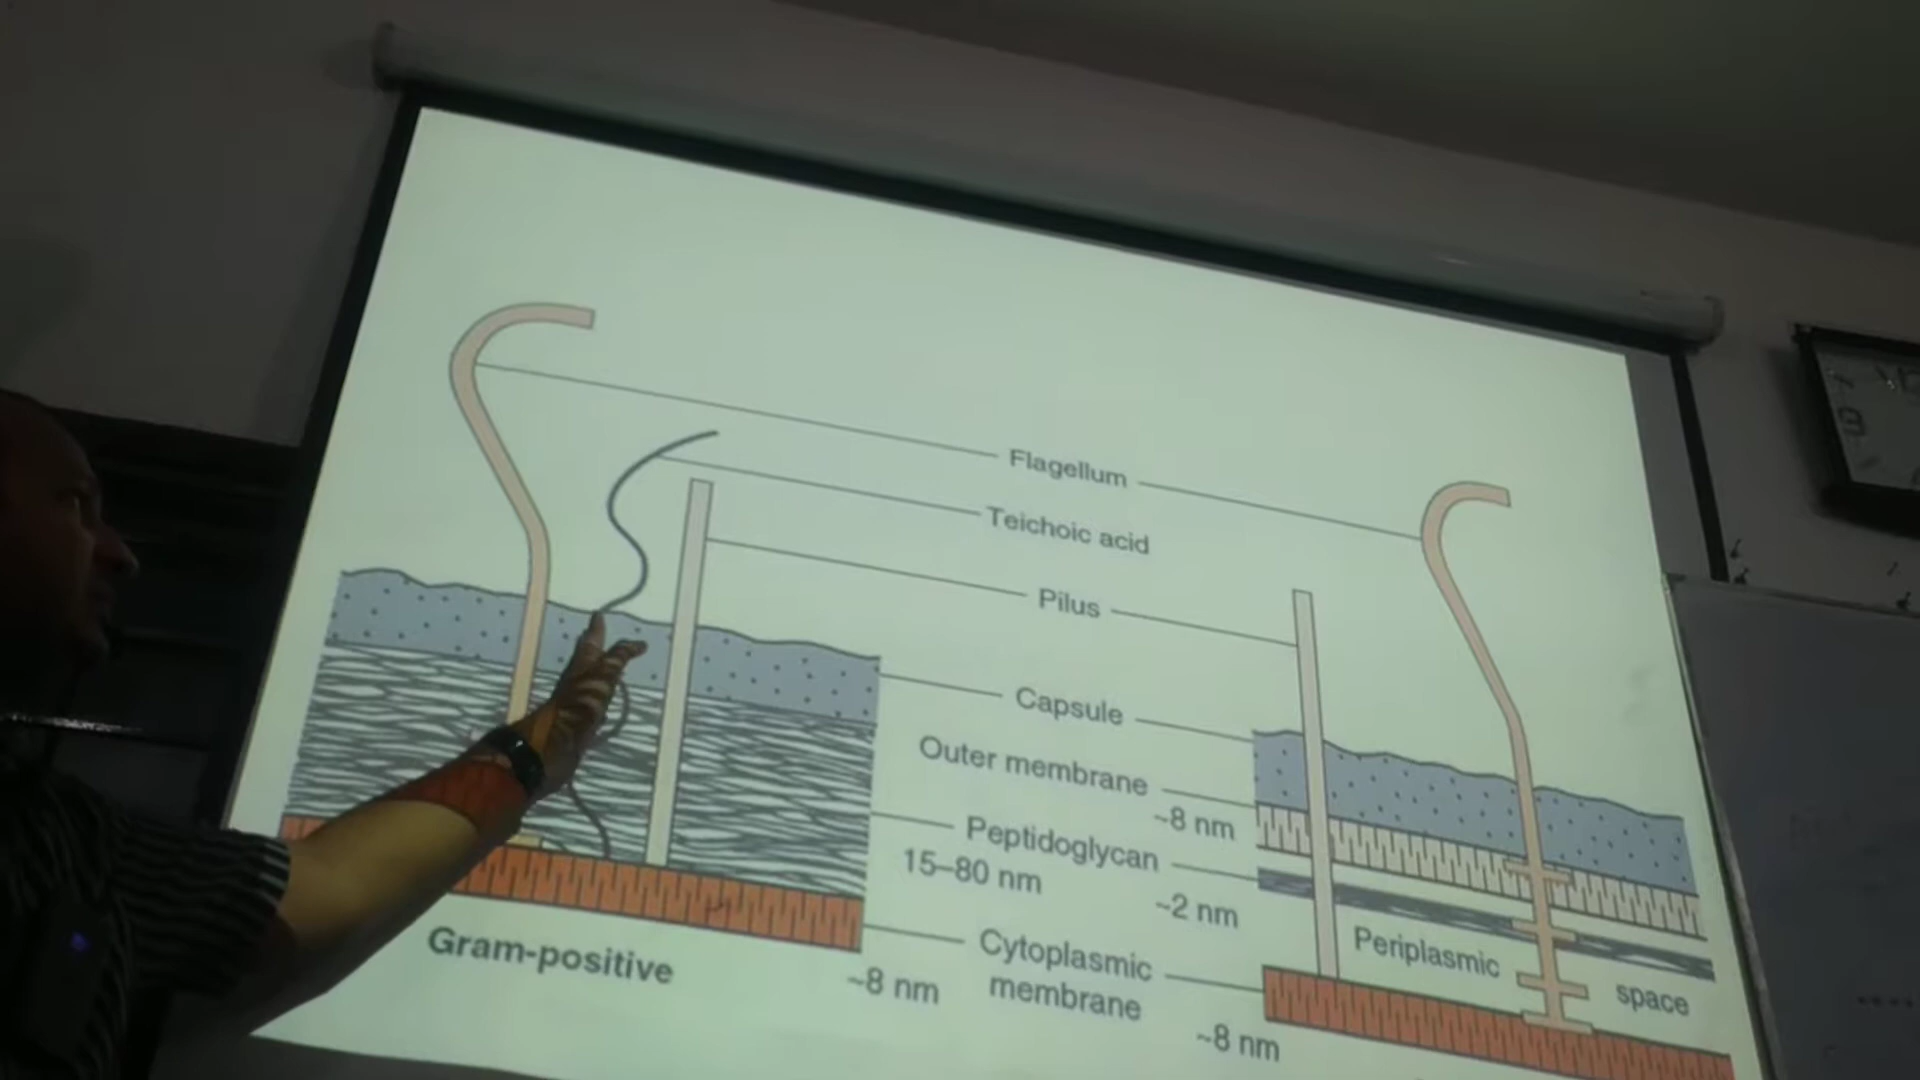 Flagellum
Teichoic acid
Pilus
Capsule
Outer membrane
~8 nm
Peptidoglycan
15–80 nm
~2 nm
Periplasmic
space
Cytoplasmic
membrane
~8 nm
~8 nm
Gram-positive